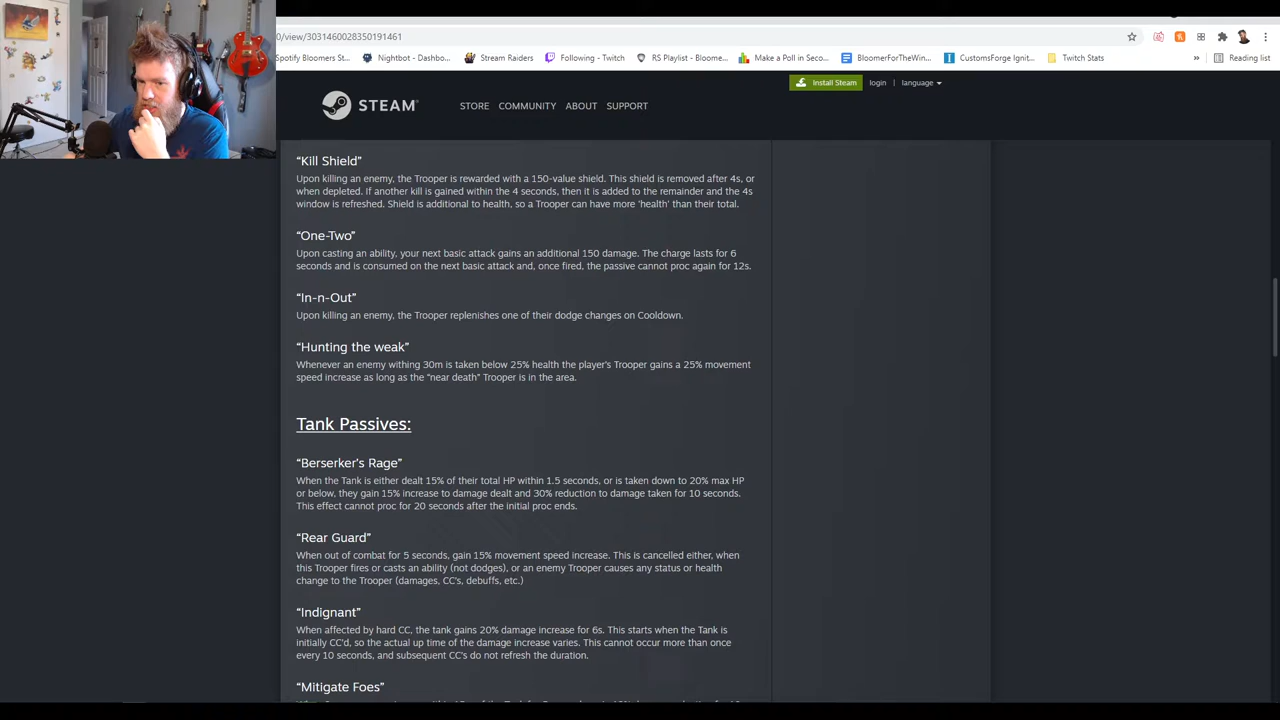 0/view/3031460028350191461
Spotify Bloomers St...
Nightbot - Dashbo...
Stream Raiders
Following - Twitch
RS Playlist - Bloome...
Make a Poll in Seco...
BloomerForTheWin...
CustomsForge Ignit...
Twitch Stats
»
Reading list
Install Steam
login
|
language
STEAM®
STORE
COMMUNITY
ABOUT
SUPPORT
“Kill Shield”
Upon killing an enemy, the Trooper is rewarded with a 150-value shield. This shield is removed after 4s, or
when depleted. If another kill is gained within the 4 seconds, then it is added to the remainder and the 4s
window is refreshed. Shield is additional to health, so a Trooper can have more ‘health’ than their total.
“One-Two”
Upon casting an ability, your next basic attack gains an additional 150 damage. The charge lasts for 6
seconds and is consumed on the next basic attack and, once fired, the passive cannot proc again for 12s.
“In-n-Out”
Upon killing an enemy, the Trooper replenishes one of their dodge changes on Cooldown.
“Hunting the weak”
Whenever an enemy withing 30m is taken below 25% health the player’s Trooper gains a 25% movement
speed increase as long as the “near death” Trooper is in the area.
Tank Passives:
“Berserker’s Rage”
When the Tank is either dealt 15% of their total HP within 1.5 seconds, or is taken down to 20% max HP
or below, they gain 15% increase to damage dealt and 30% reduction to damage taken for 10 seconds.
This effect cannot proc for 20 seconds after the initial proc ends.
“Rear Guard”
When out of combat for 5 seconds, gain 15% movement speed increase. This is cancelled either, when
this Trooper fires or casts an ability (not dodges), or an enemy Trooper causes any status or health
change to the Trooper (damages, CC’s, debuffs, etc.)
“Indignant”
When affected by hard CC, the tank gains 20% damage increase for 6s. This starts when the Tank is
initially CC’d, so the actual up time of the damage increase varies. This cannot occur more than once
every 10 seconds, and subsequent CC’s do not refresh the duration.
“Mitigate Foes”